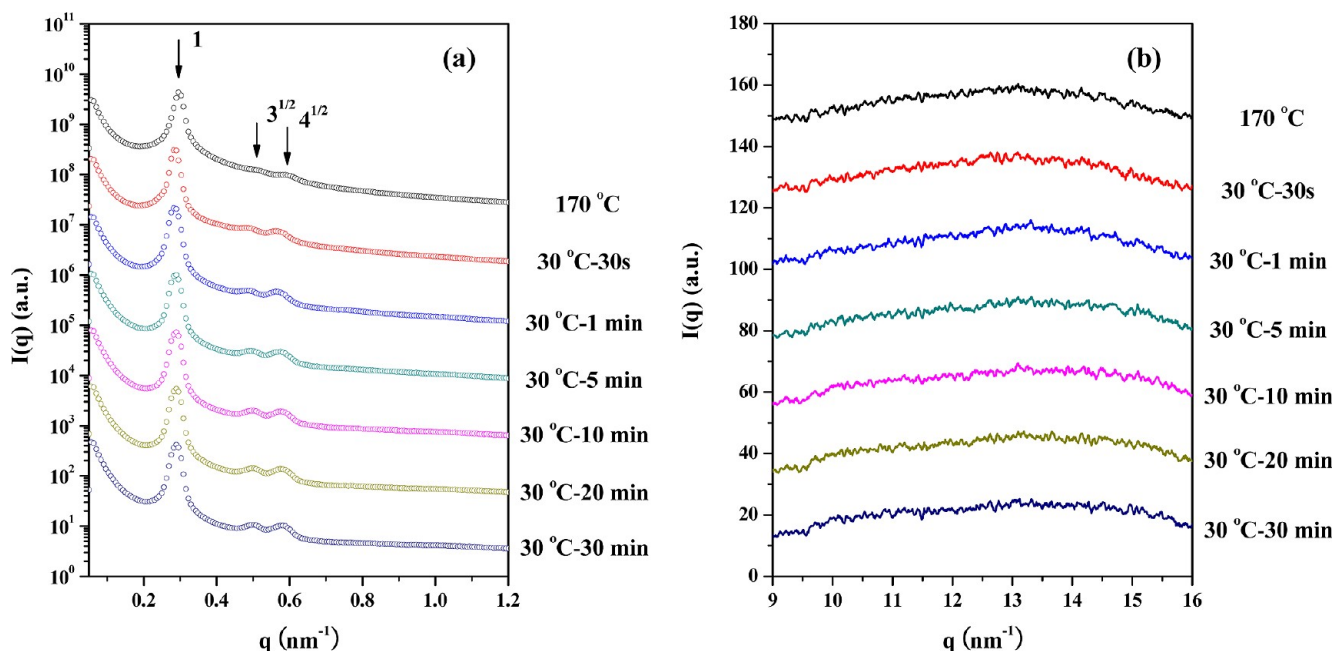 (a)
1
3^1/2
4^1/2
10^11
10^10
10^9
10^8
10^7
10^6
10^5
10^4
10^3
10^2
10^1
10^0
I(q) (a.u.)
0.2 0.4 0.6 0.8 1.0 1.2
q (nm^-1)
170 °C
30 °C-30s
30 °C-1 min
30 °C-5 min
30 °C-10 min
30 °C-20 min
30 °C-30 min
(b)
180
160
140
120
100
80
60
40
20
0
I(q) (a.u.)
9 10 11 12 13 14 15 16
q (nm^-1)
170 °C
30 °C-30s
30 °C-1 min
30 °C-5 min
30 °C-10 min
30 °C-20 min
30 °C-30 min